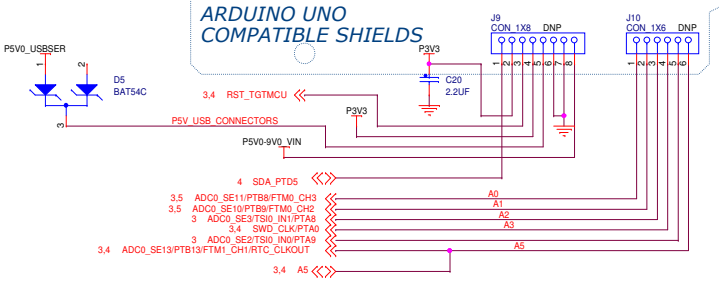 ARDUINO UNO
COMPATIBLE SHIELDS
J9
CON_1X8 DNP
J10
CON 1X6 DNP
P5V0_USBSER
P3V3
1 2
D5
BAT54C
C20
2.2UF
1 2 3 4 5 6 7 8
1 2 3 4 5 6
3,4 RST_TGTMCU
P3V3
3
P5V_USB_CONNECTORS
P5V0-9V0_VIN
4 SDA_PTD5
3,5 ADC0_SE11/PTB8/FTM0_CH3 A0
3,5 ADC0_SE10/PTB9/FTM0_CH2 A1
3 ADC0_SE3/TSI0_IN1/PTA8 A2
3,4 SWD_CLK/PTA0 A3
3 ADC0_SE2/TSI0_IN0/PTA9
3,4 ADC0_SE13/PTB13/FTM1_CH1/RTC_CLKOUT A5
3,4 A5